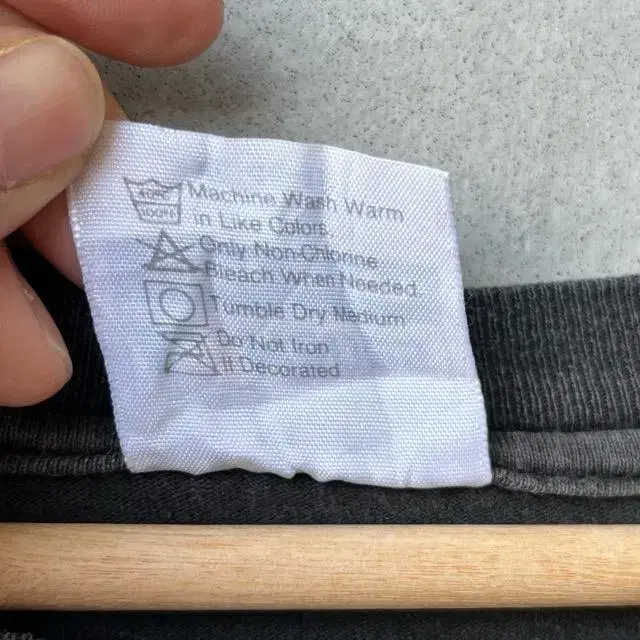 Machine Wash Warm
in Like Colors.
Only Non-Chlorine
Bleach When Needed.
Tumble Dry Medium
Do Not Iron
If Decorated